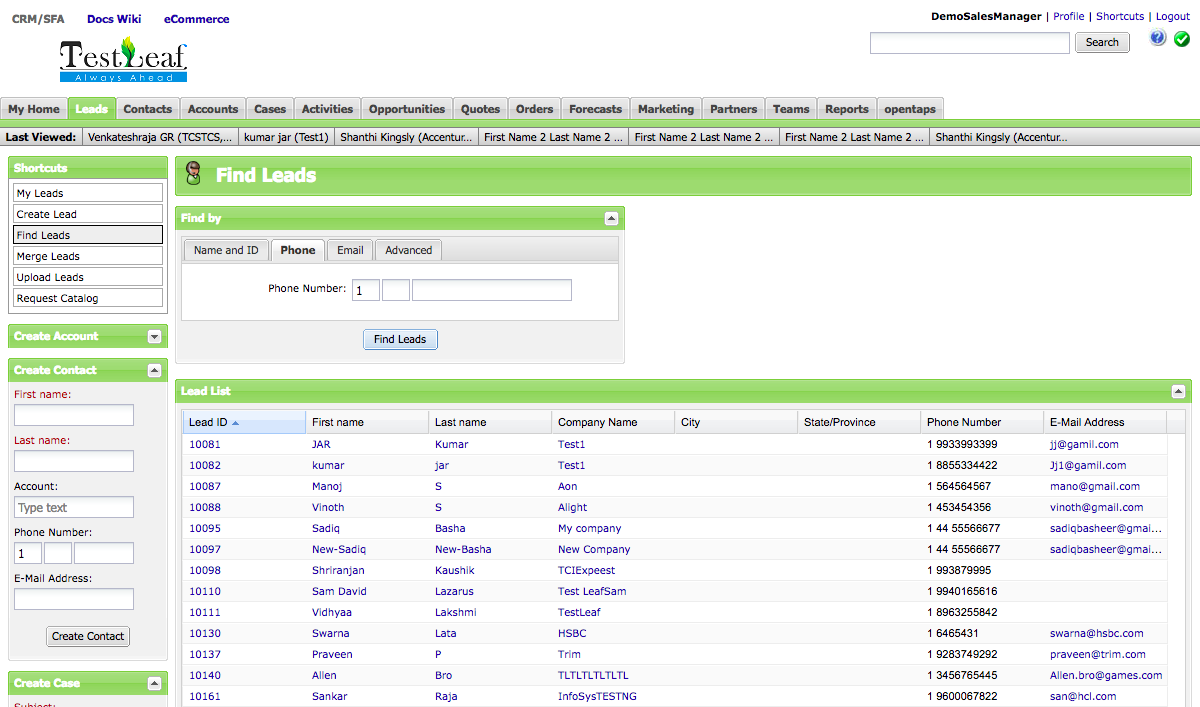 CRM/SFA Docs Wiki eCommerce
DemoSalesManager | Profile | Shortcuts | Logout
TestLeaf
Always Ahead
Search
?
My Home Leads Contacts Accounts Cases Activities Opportunities Quotes Orders Forecasts Marketing Partners Teams Reports opentaps
Last Viewed: Venkateshraja GR (TCSTCS,... kumar jar (Test1) Shanthi Kingsly (Accentur... First Name 2 Last Name 2 ... First Name 2 Last Name 2 ... First Name 2 Last Name 2 ... Shanthi Kingsly (Accentur...
Shortcuts
My Leads
Create Lead
Find Leads
Merge Leads
Upload Leads
Request Catalog
Create Account
Create Contact
First name:
Last name:
Account:
Type text
Phone Number:
1
E-Mail Address:
Create Contact
Create Case
Subject:
Find Leads
Find by
Name and ID Phone Email Advanced
Phone Number: 1
Find Leads
Lead List
Lead ID First name Last name Company Name City State/Province Phone Number E-Mail Address
10081 JAR Kumar Test1 1 9933993399 jj@gamil.com
10082 kumar jar Test1 1 8855334422 Jj1@gamil.com
10087 Manoj S Aon 1 564564567 mano@gmail.com
10088 Vinoth S Alight 1 453454356 vinoth@gmail.com
10095 Sadiq Basha My company 1 44 55566677 sadiqbasheer@gmai...
10097 New-Sadiq New-Basha New Company 1 44 55566677 sadiqbasheer@gmai...
10098 Shriranjan Kaushik TCIExpeest 1 993879995
10110 Sam David Lazarus Test LeafSam 1 9940165616
10111 Vidhyaa Lakshmi TestLeaf 1 8963255842
10130 Swarna Lata HSBC 1 6465431 swarna@hsbc.com
10137 Praveen P Trim 1 9283749292 praveen@trim.com
10140 Allen Bro TLTLTLTLTLTL 1 3456765445 Allen.bro@games.com
10161 Sankar Raja InfoSysTESTNG 1 9600067822 san@hcl.com